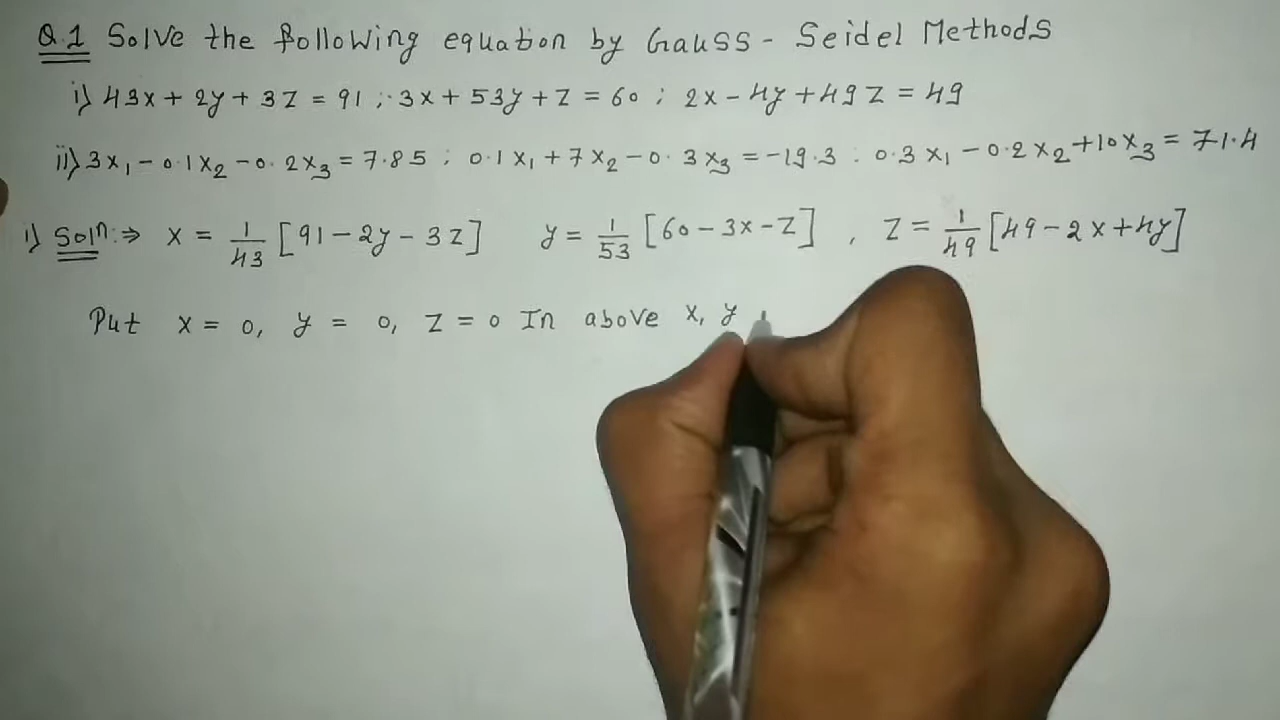 Q.1 Solve the following equation by Gauss - Seidel Methods
i) 43x + 2y + 3z = 91 ; 3x + 53y + z = 60 ; 2x - 4y + 49z = 49
ii) 3x₁ - 0.1x₂ - 0.2x₃ = 7.85 ; 0.1x₁ + 7x₂ - 0.3x₃ = -19.3 : 0.3x₁ - 0.2x₂ + 10x₃ = 71.4
i) Solⁿ: ⇒ x = 1/43 [91 - 2y - 3z] y = 1/53 [60 - 3x - z] , z = 1/49 [49 - 2x + 4y]
Put x = 0, y = 0, z = 0 In above x, y